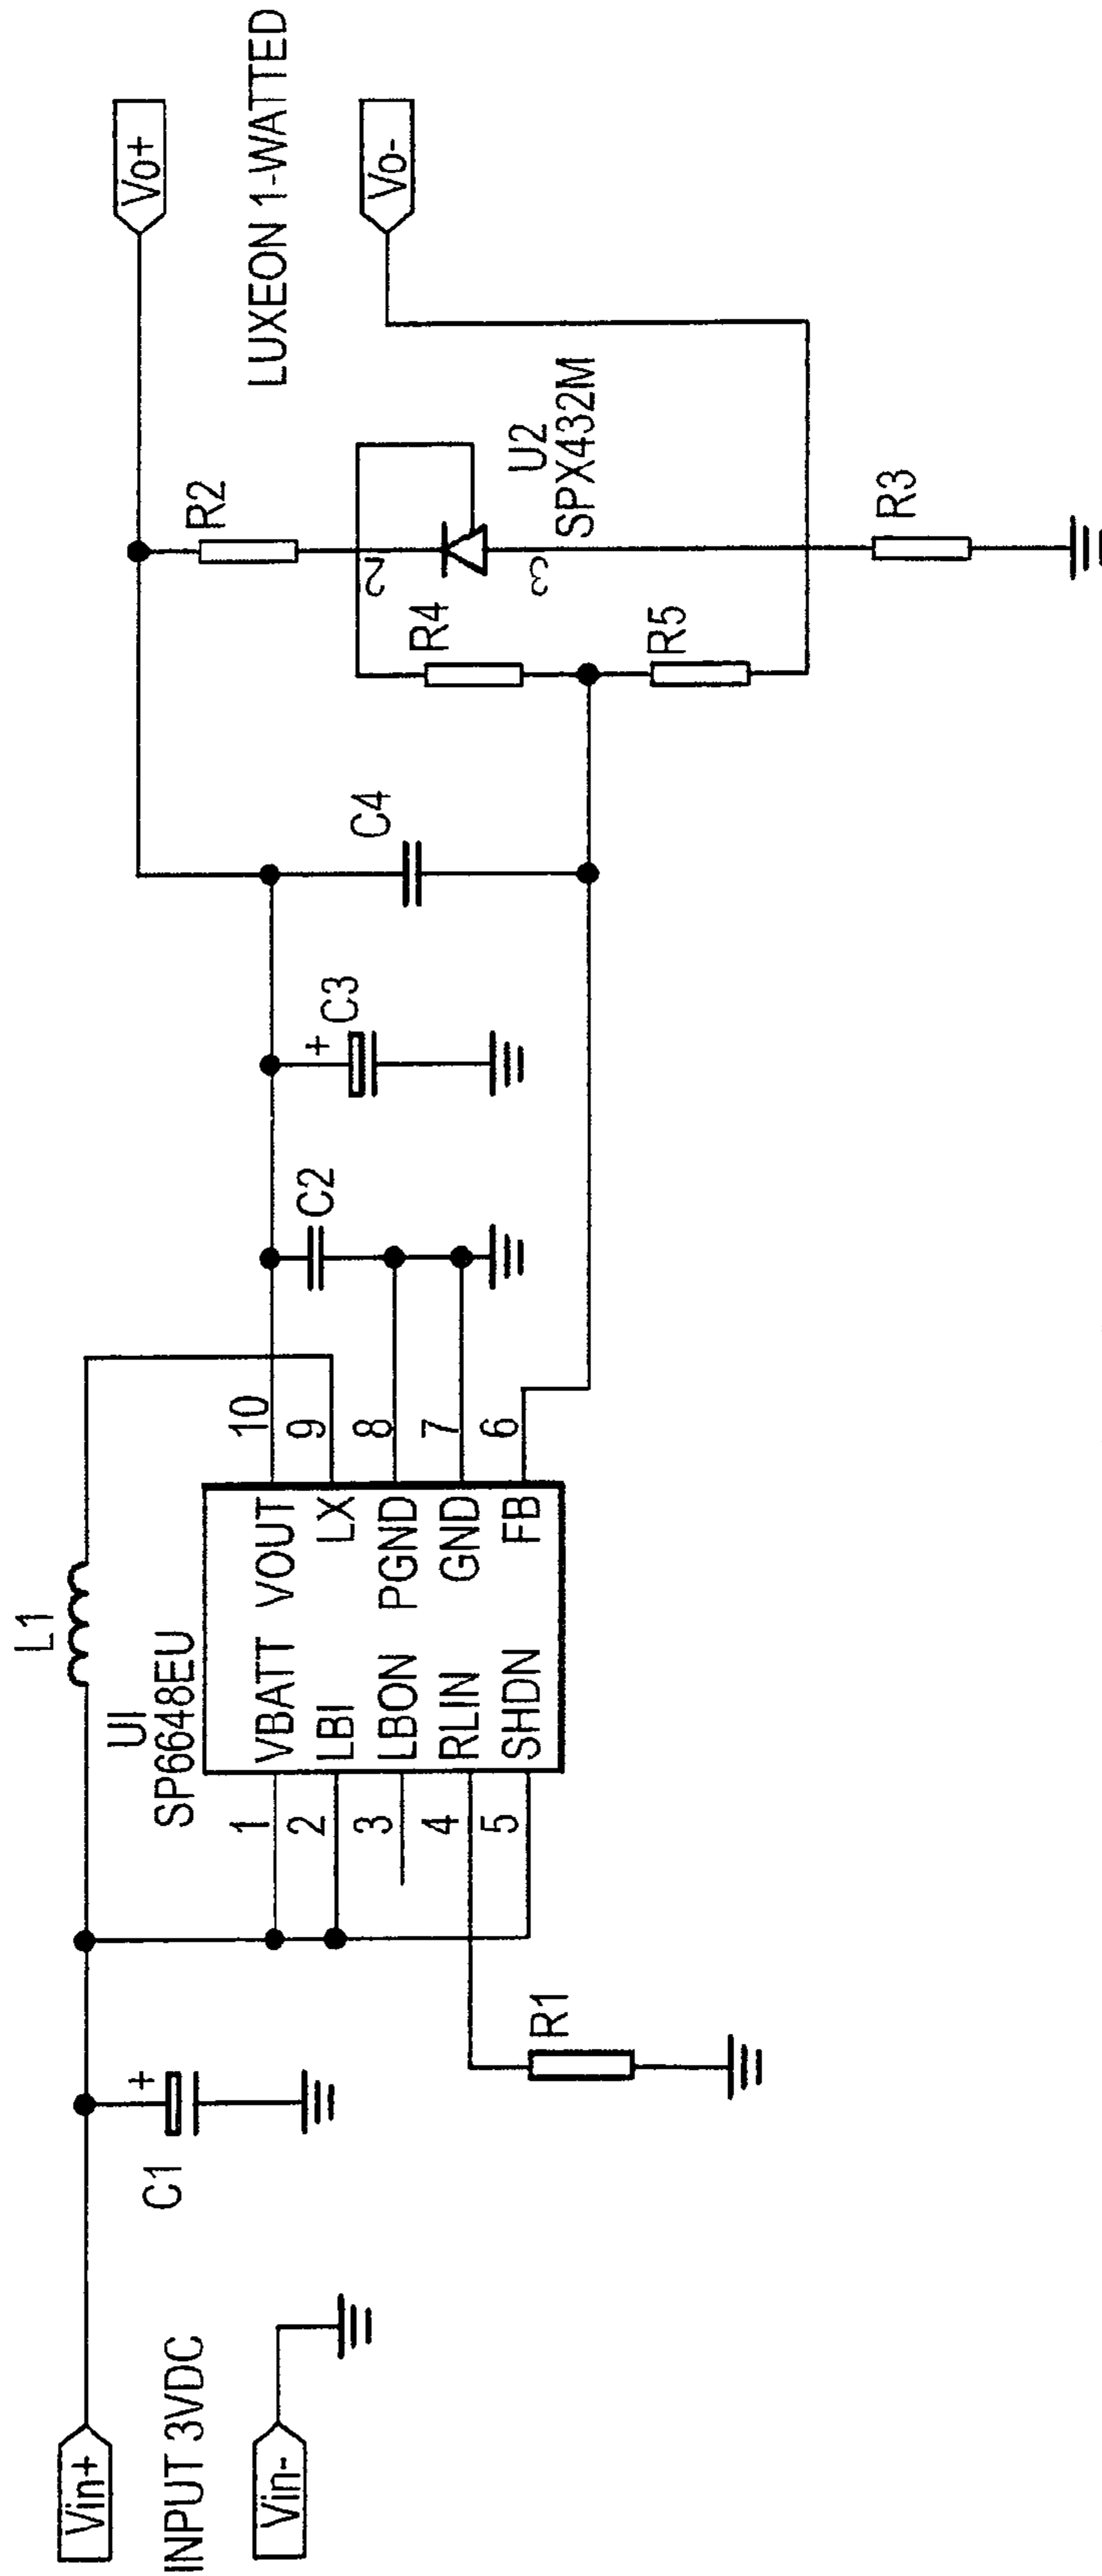 Vin+
INPUT 3VDC
Vin-
C1
+
R1
L1
UI
SP6648EU
1
2
3
4
5
VBATT VOUT
LBI LX
LBON PGND
RLIN GND
SHDN FB
10
9
8
7
6
C2
+
C3
C4
R2
2
R4
3
R5
U2
SPX432M
R3
Vo+
LUXEON 1-WATTED
Vo-